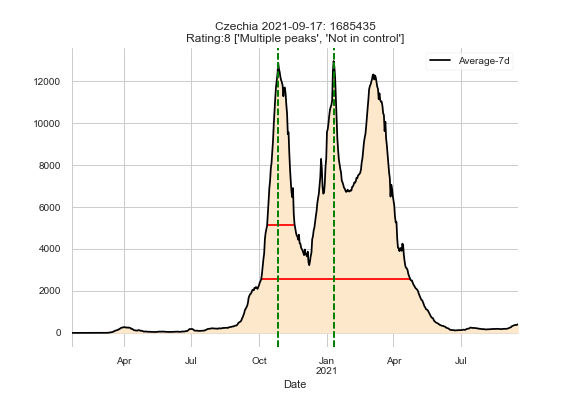 Czechia 2021-09-17: 1685435
Rating:8 ['Multiple peaks', 'Not in control']
Average-7d
12000
10000
8000
6000
4000
2000
0
Apr Jul Oct Jan Apr Jul
2021
Date